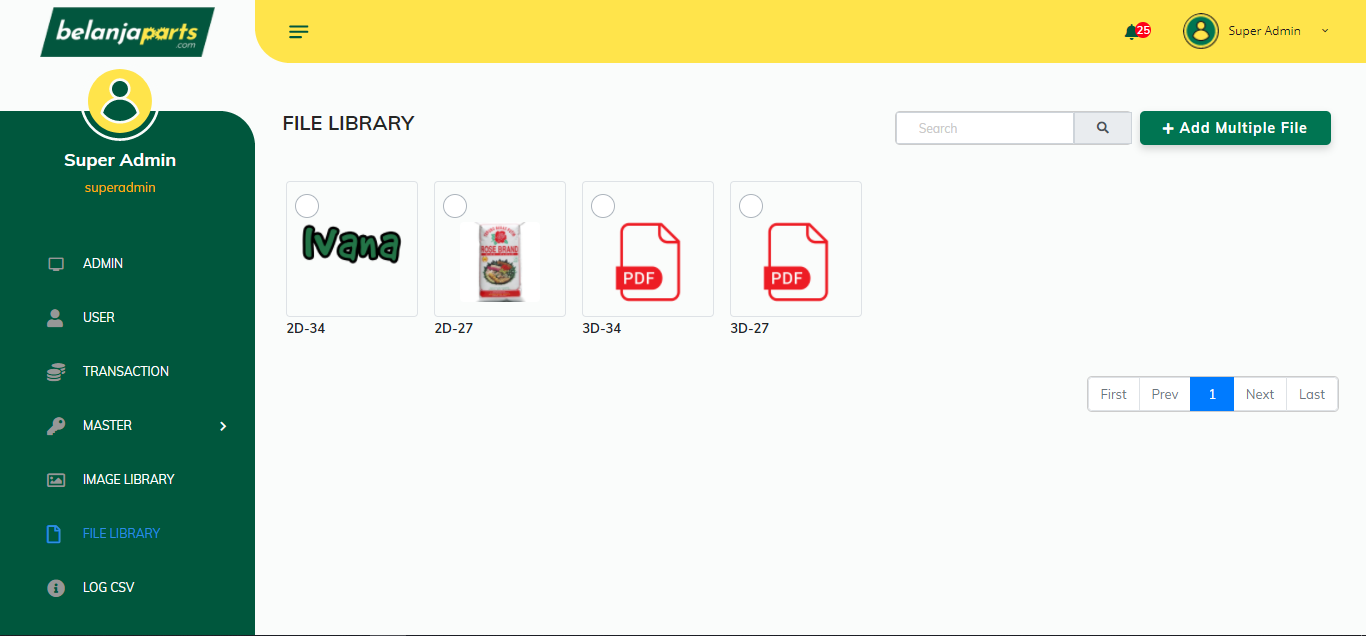 belanjaparts
.com
25
Super Admin
Super Admin
superadmin
ADMIN
USER
TRANSACTION
MASTER
IMAGE LIBRARY
FILE LIBRARY
LOG CSV
FILE LIBRARY
Search
+ Add Multiple File
Ivana
ROSE BRAND
PDF
PDF
2D-34
2D-27
3D-34
3D-27
First Prev 1 Next Last